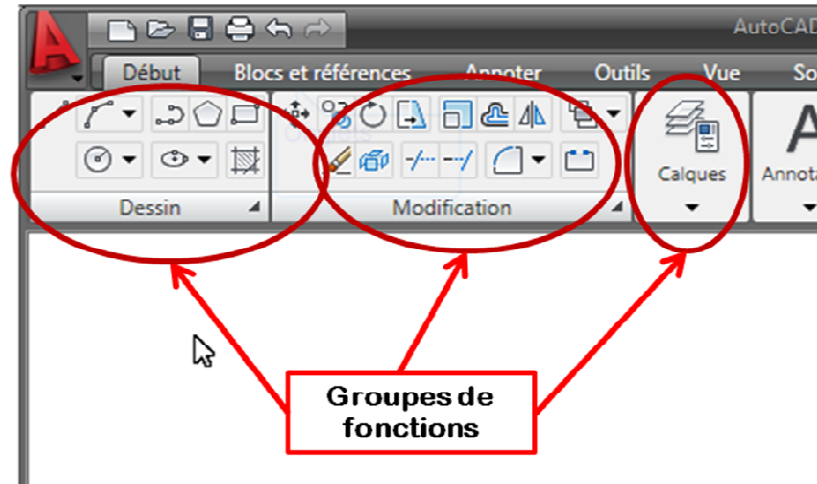 AutoCAD
Début Blocs et références Annoter Outils Vue
Calques
Dessin Modification
Groupes de
fonctions